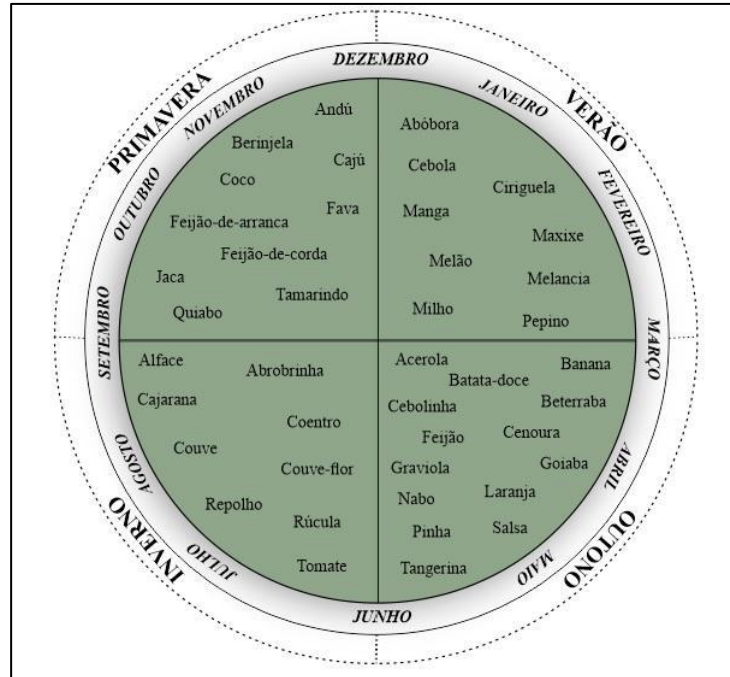 DEZEMBRO
JANEIRO
FEVEREIRO
MARÇO
ABRIL
MAIO
JUNHO
JULHO
AGOSTO
SETEMBRO
OUTUBRO
NOVEMBRO
PRIMAVERA
VERÃO
OUTONO
INVERNO
Andú
Berinjela
Cajú
Coco
Fava
Feijão-de-arranca
Feijão-de-corda
Jaca
Tamarindo
Quiabo
Abóbora
Cebola
Ciriguela
Manga
Maxixe
Melão
Melancia
Milho
Pepino
Alface
Abrobrinha
Cajarana
Coentro
Couve
Couve-flor
Repolho
Rúcula
Tomate
Acerola
Banana
Batata-doce
Cebolinha
Beterraba
Feijão
Cenoura
Graviola
Goiaba
Nabo
Laranja
Pinha
Salsa
Tangerina